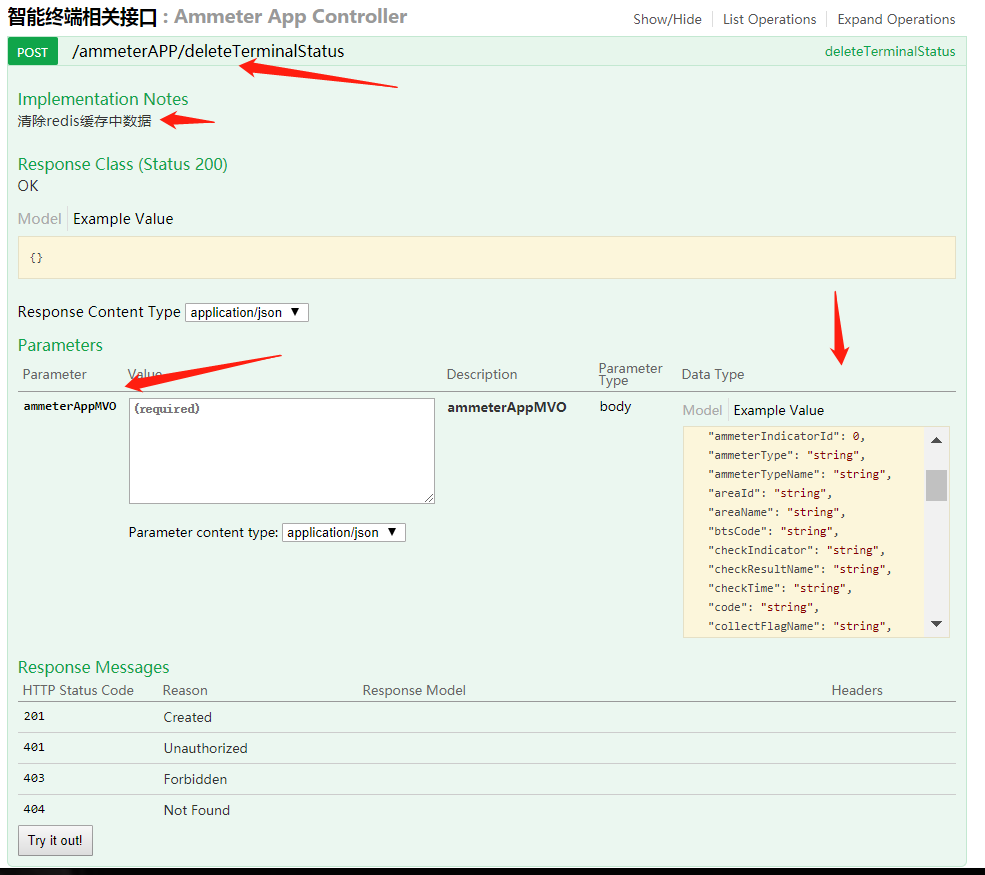 智能终端相关接口 : Ammeter App Controller
Show/Hide List Operations Expand Operations
POST /ammeterAPP/deleteTerminalStatus deleteTerminalStatus
Implementation Notes
清除redis缓存中数据
Response Class (Status 200)
OK
Model Example Value
{}
Response Content Type application/json
Parameters
Parameter Value Description Parameter Type Data Type
ammeterAppMVO (required) ammeterAppMVO body
Model Example Value
"ammeterIndicatorId": 0,
"ammeterType": "string",
"ammeterTypeName": "string",
"areaId": "string",
"areaName": "string",
"btsCode": "string",
"checkIndicator": "string",
"checkResultName": "string",
"checkTime": "string",
"code": "string",
"collectFlagName": "string",
Parameter content type: application/json
Response Messages
HTTP Status Code Reason Response Model Headers
201 Created
401 Unauthorized
403 Forbidden
404 Not Found
Try it out!